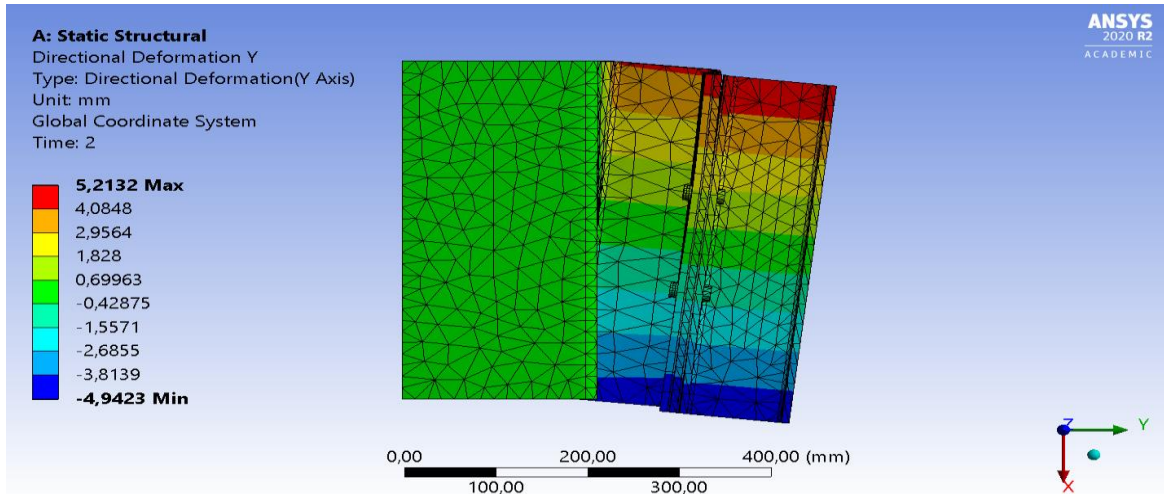 A: Static Structural
Directional Deformation Y
Type: Directional Deformation(Y Axis)
Unit: mm
Global Coordinate System
Time: 2
5,2132 Max
4,0848
2,9564
1,828
0,69963
-0,42875
-1,5571
-2,6855
-3,8139
-4,9423 Min
ANSYS
2020 R2
ACADEMIC
0,00 200,00 400,00 (mm)
100,00 300,00
Z Y
X